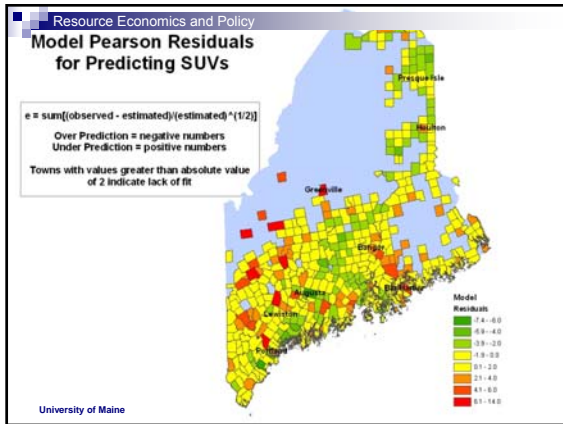 Resource Economics and Policy
Model Pearson Residuals
for Predicting SUVs
e = sum[(observed - estimated)/(estimated)^(1/2)]
Over Prediction = negative numbers
Under Prediction = positive numbers
Towns with values greater than absolute value
of 2 indicate lack of fit
Presque Isle
Houlton
Greenville
Bangor
Augusta
Bar Harbor
Lewiston
Portland
Model
Residuals
-7.4 - -6.0
-5.9 - -4.0
-3.9 - -2.0
-1.9 - 0.0
0.1 - 2.0
2.1 - 4.0
4.1 - 8.0
8.1 - 14.0
University of Maine